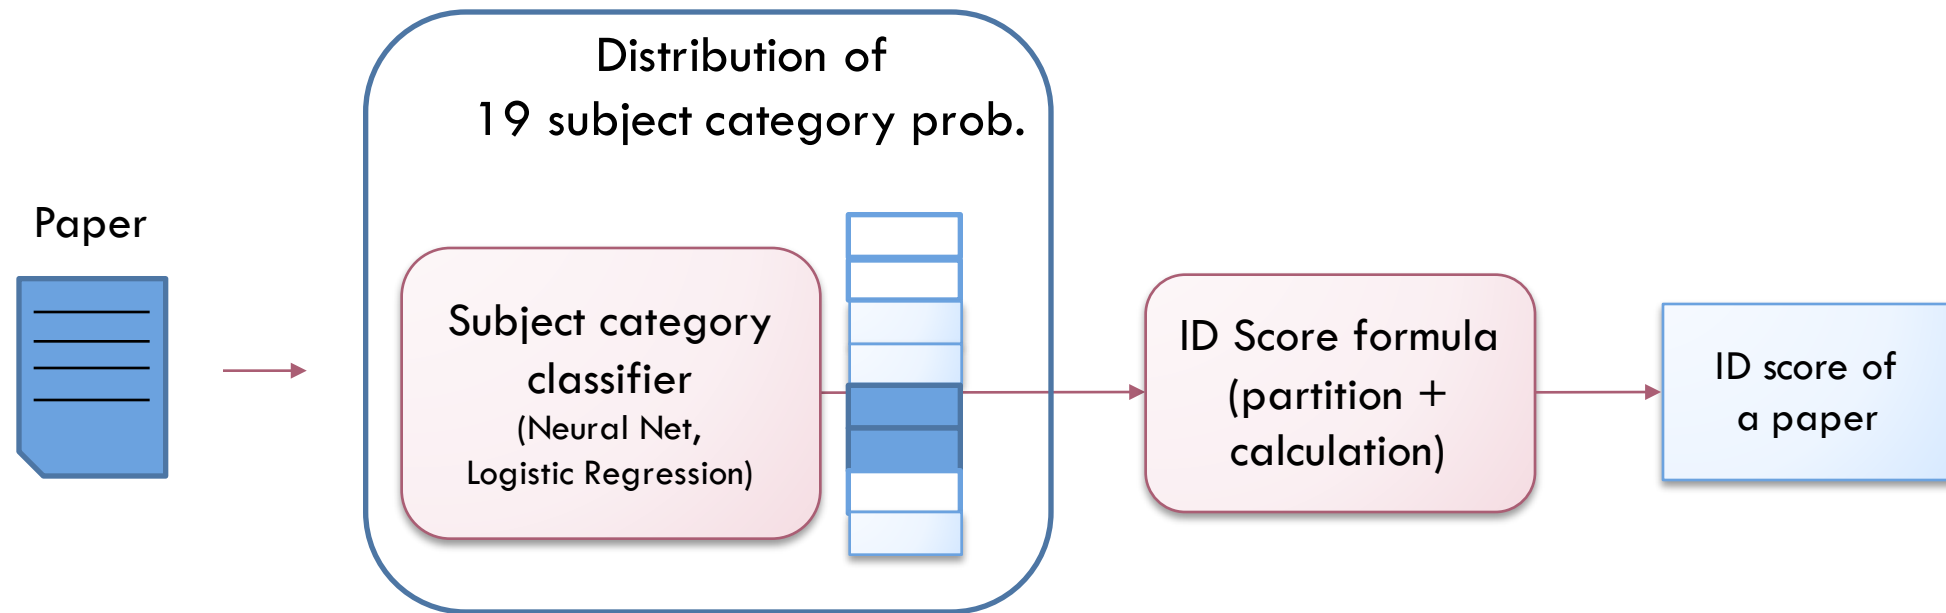 Distribution of
19 subject category prob.
Paper
Subject category
classifier
(Neural Net,
Logistic Regression)
ID Score formula
(partition +
calculation)
ID score of
a paper